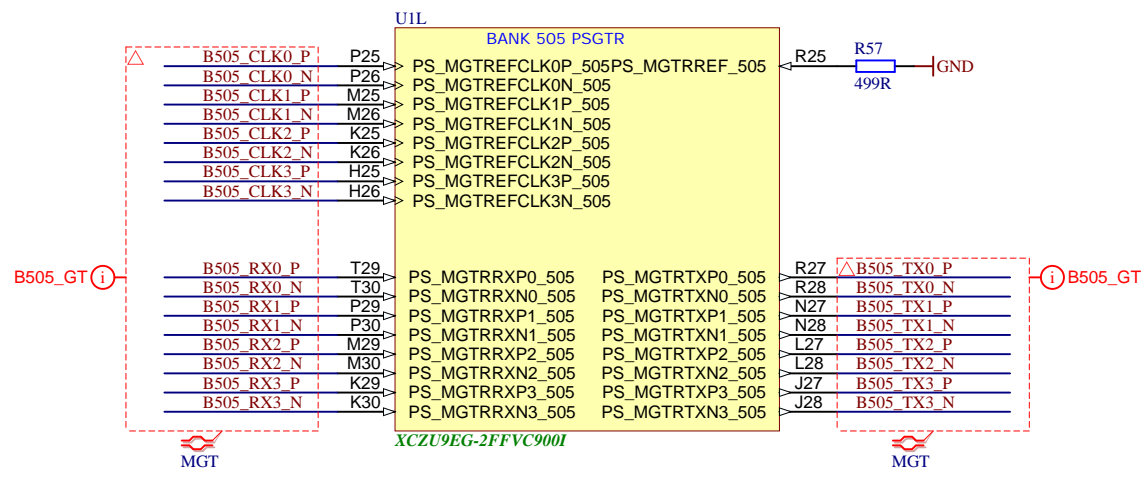 U1L
BANK 505 PSGTR
B505_CLK0_P P25 PS_MGTREFCLK0P_505 PS_MGTRREF_505 R25 R57 499R GND
B505_CLK0_N P26 PS_MGTREFCLK0N_505
B505_CLK1_P M25 PS_MGTREFCLK1P_505
B505_CLK1_N M26 PS_MGTREFCLK1N_505
B505_CLK2_P K25 PS_MGTREFCLK2P_505
B505_CLK2_N K26 PS_MGTREFCLK2N_505
B505_CLK3_P H25 PS_MGTREFCLK3P_505
B505_CLK3_N H26 PS_MGTREFCLK3N_505
B505_GT i
B505_RX0_P T29 PS_MGTRRXP0_505 PS_MGTRTXP0_505 R27 B505_TX0_P
i B505_GT
B505_RX0_N T30 PS_MGTRRXN0_505 PS_MGTRTXN0_505 R28 B505_TX0_N
B505_RX1_P P29 PS_MGTRRXP1_505 PS_MGTRTXP1_505 N27 B505_TX1_P
B505_RX1_N P30 PS_MGTRRXN1_505 PS_MGTRTXN1_505 N28 B505_TX1_N
B505_RX2_P M29 PS_MGTRRXP2_505 PS_MGTRTXP2_505 L27 B505_TX2_P
B505_RX2_N M30 PS_MGTRRXN2_505 PS_MGTRTXN2_505 L28 B505_TX2_N
B505_RX3_P K29 PS_MGTRRXP3_505 PS_MGTRTXP3_505 J27 B505_TX3_P
B505_RX3_N K30 PS_MGTRRXN3_505 PS_MGTRTXN3_505 J28 B505_TX3_N
XCZU9EG-2FFVC900I
MGT
MGT